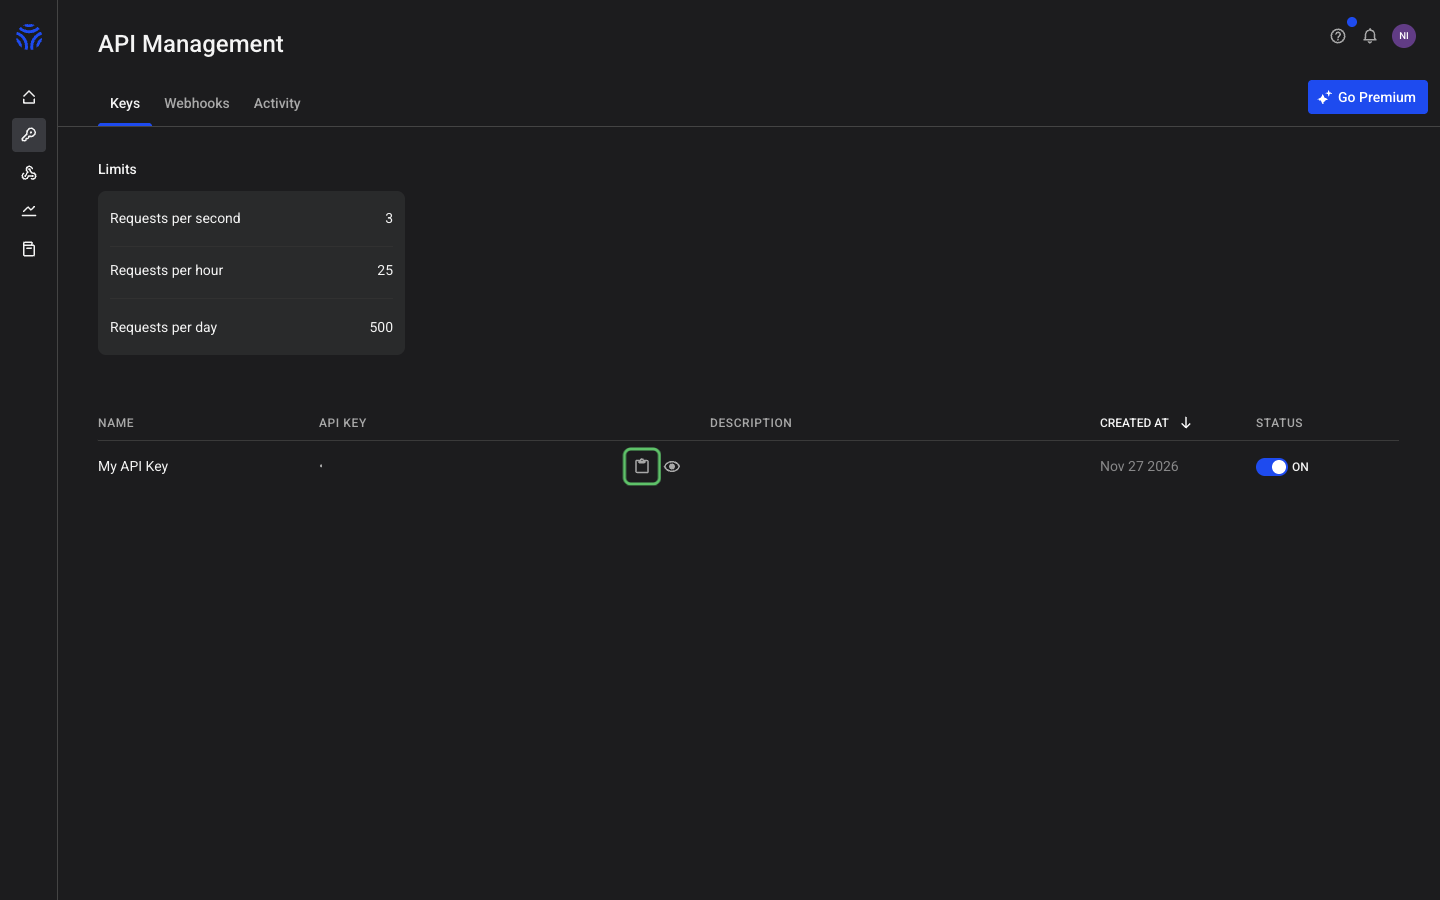 API Management
NI
Keys Webhooks Activity
Go Premium
Limits
Requests per second 3
Requests per hour 25
Requests per day 500
NAME API KEY DESCRIPTION CREATED AT STATUS
My API Key Nov 27 2026 ON